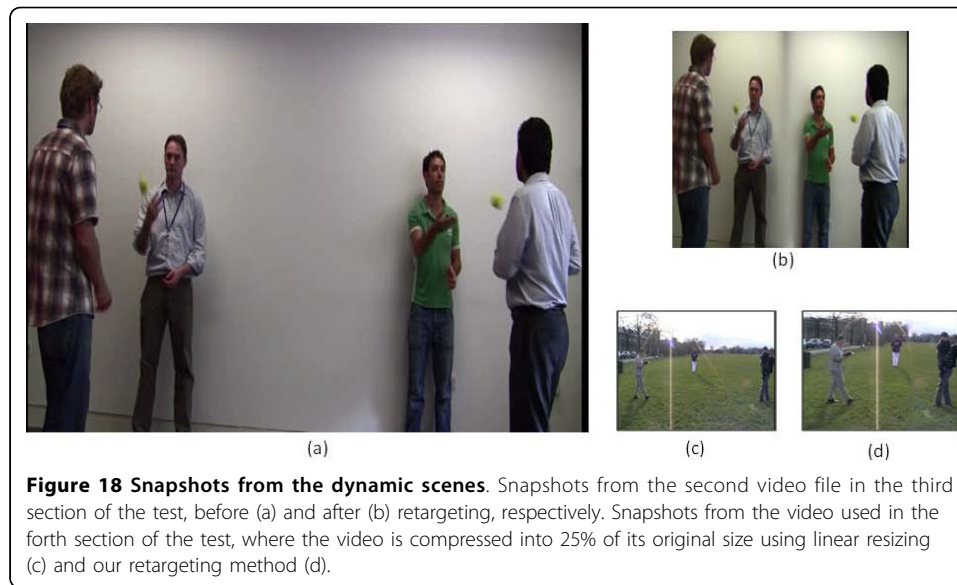 (a)
(b)
(c)
(d)
Figure 18 Snapshots from the dynamic scenes. Snapshots from the second video file in the third
section of the test, before (a) and after (b) retargeting, respectively. Snapshots from the video used in the
forth section of the test, where the video is compressed into 25% of its original size using linear resizing
(c) and our retargeting method (d).